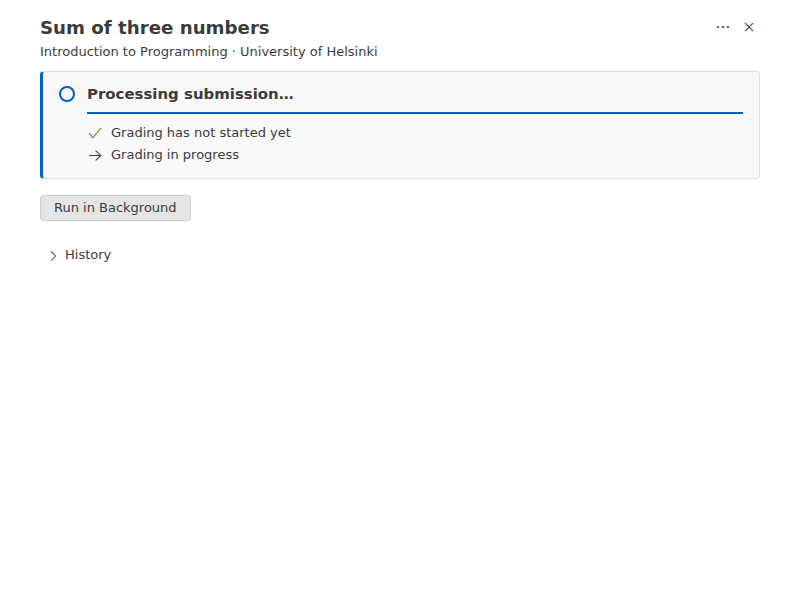 Sum of three numbers
Introduction to Programming · University of Helsinki
Processing submission…
Grading has not started yet
Grading in progress
Run in Background
History